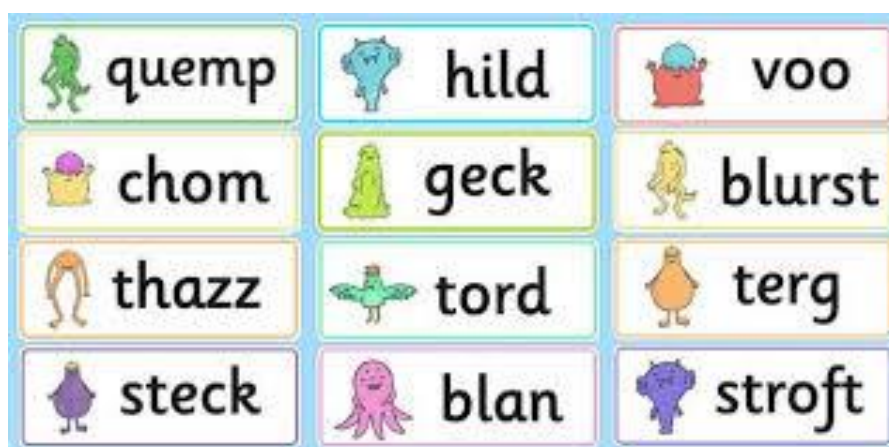 quemp hild voo
chom geck blurst
thazz tord terg
steck blan stroft